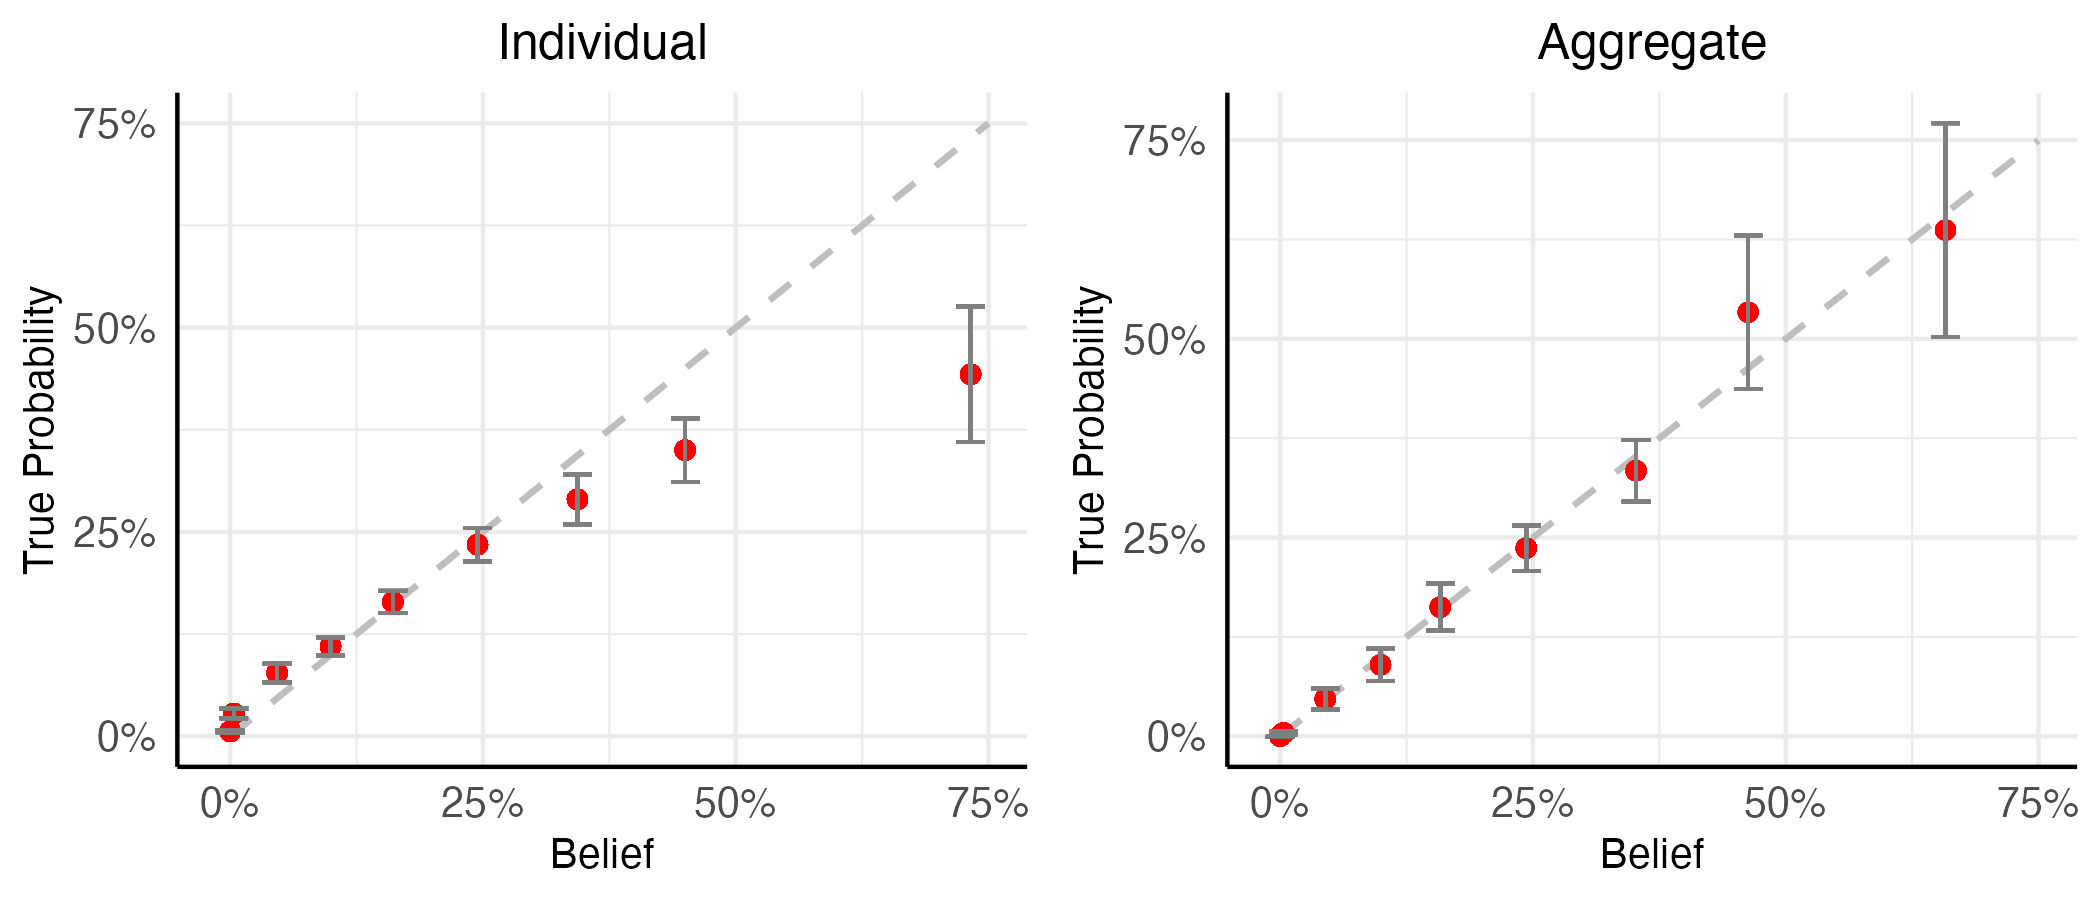 Individual
True Probability
75%
50%
25%
0%
0% 25% 50% 75%
Belief
Aggregate
True Probability
75%
50%
25%
0%
0% 25% 50% 75%
Belief